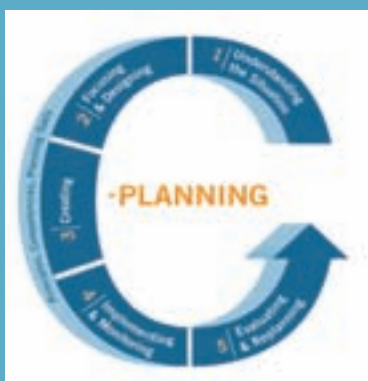 1 Understanding
the Situation
2 Focusing
& Designing
3 Creating
4 Implementing
& Monitoring
5 Evaluating
& Replanning
-PLANNING